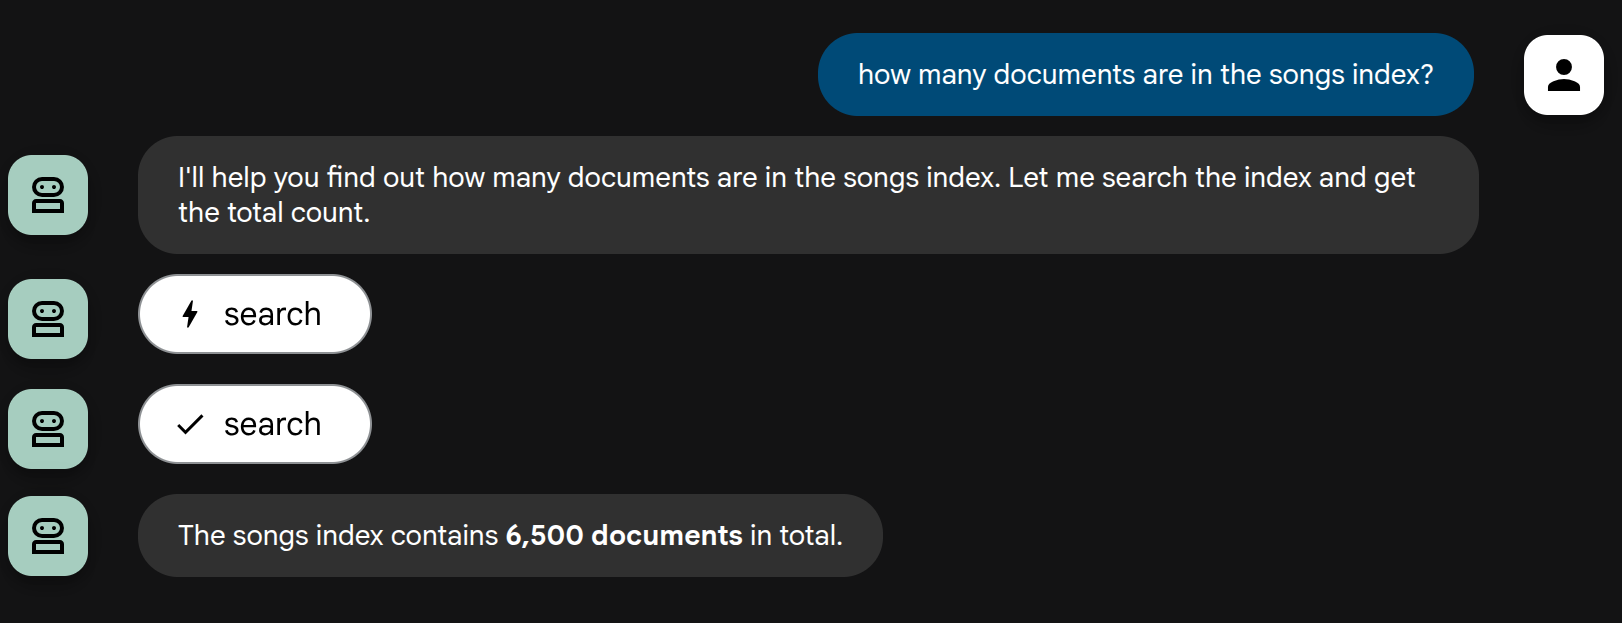 how many documents are in the songs index?
I'll help you find out how many documents are in the songs index. Let me search the index and get
the total count.
search
search
The songs index contains 6,500 documents in total.